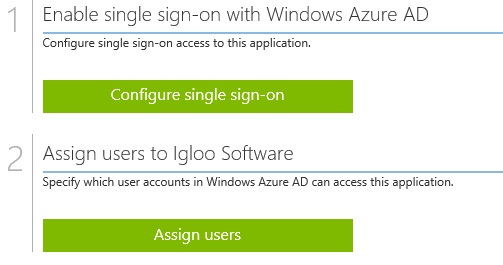 1 Enable single sign-on with Windows Azure AD
Configure single sign-on access to this application.
Configure single sign-on
2 Assign users to Igloo Software
Specify which user accounts in Windows Azure AD can access this application.
Assign users